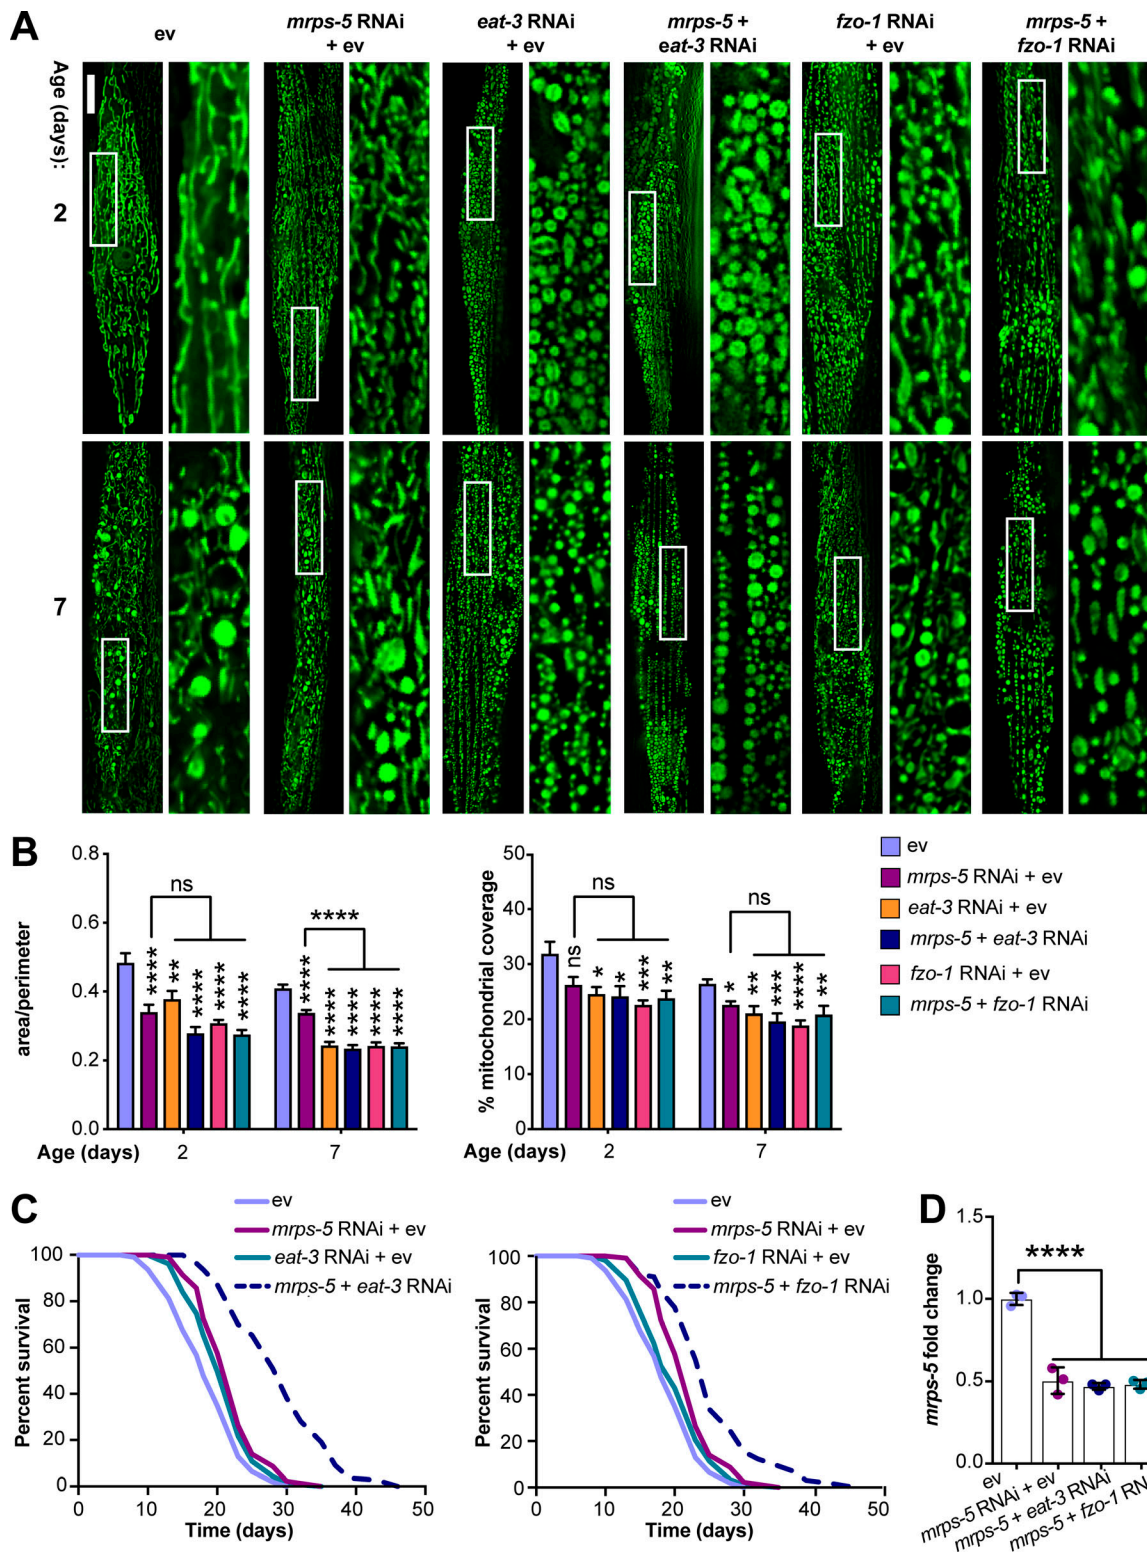 A
ev
mrps-5 RNAi
+ ev
eat-3 RNAi
+ ev
mrps-5 +
eat-3 RNAi
fzo-1 RNAi
+ ev
mrps-5 +
fzo-1 RNAi
Age (days):
2
7
B
area/perimeter
0.8
0.6
0.4
0.2
0.0
ns
****
**** ** **** **** ****
**** **** **** **** ****
Age (days)
2
7
% mitochondrial coverage
50
40
30
20
10
0
ns
ns
ns * * *** **
* ** *** **** **
Age (days)
2
7
ev
mrps-5 RNAi + ev
eat-3 RNAi + ev
mrps-5 + eat-3 RNAi
fzo-1 RNAi + ev
mrps-5 + fzo-1 RNAi
C
ev
mrps-5 RNAi + ev
eat-3 RNAi + ev
mrps-5 + eat-3 RNAi
Percent survival
100
80
60
40
20
0
0 10 20 30 40 50
Time (days)
ev
mrps-5 RNAi + ev
fzo-1 RNAi + ev
mrps-5 + fzo-1 RNAi
Percent survival
100
80
60
40
20
0
0 10 20 30 40 50
Time (days)
D
mrps-5 fold change
1.5
1.0
0.5
0.0
****
ev
mrps-5 RNAi + ev
mrps-5 + eat-3 RNAi
mrps-5 + fzo-1 RN